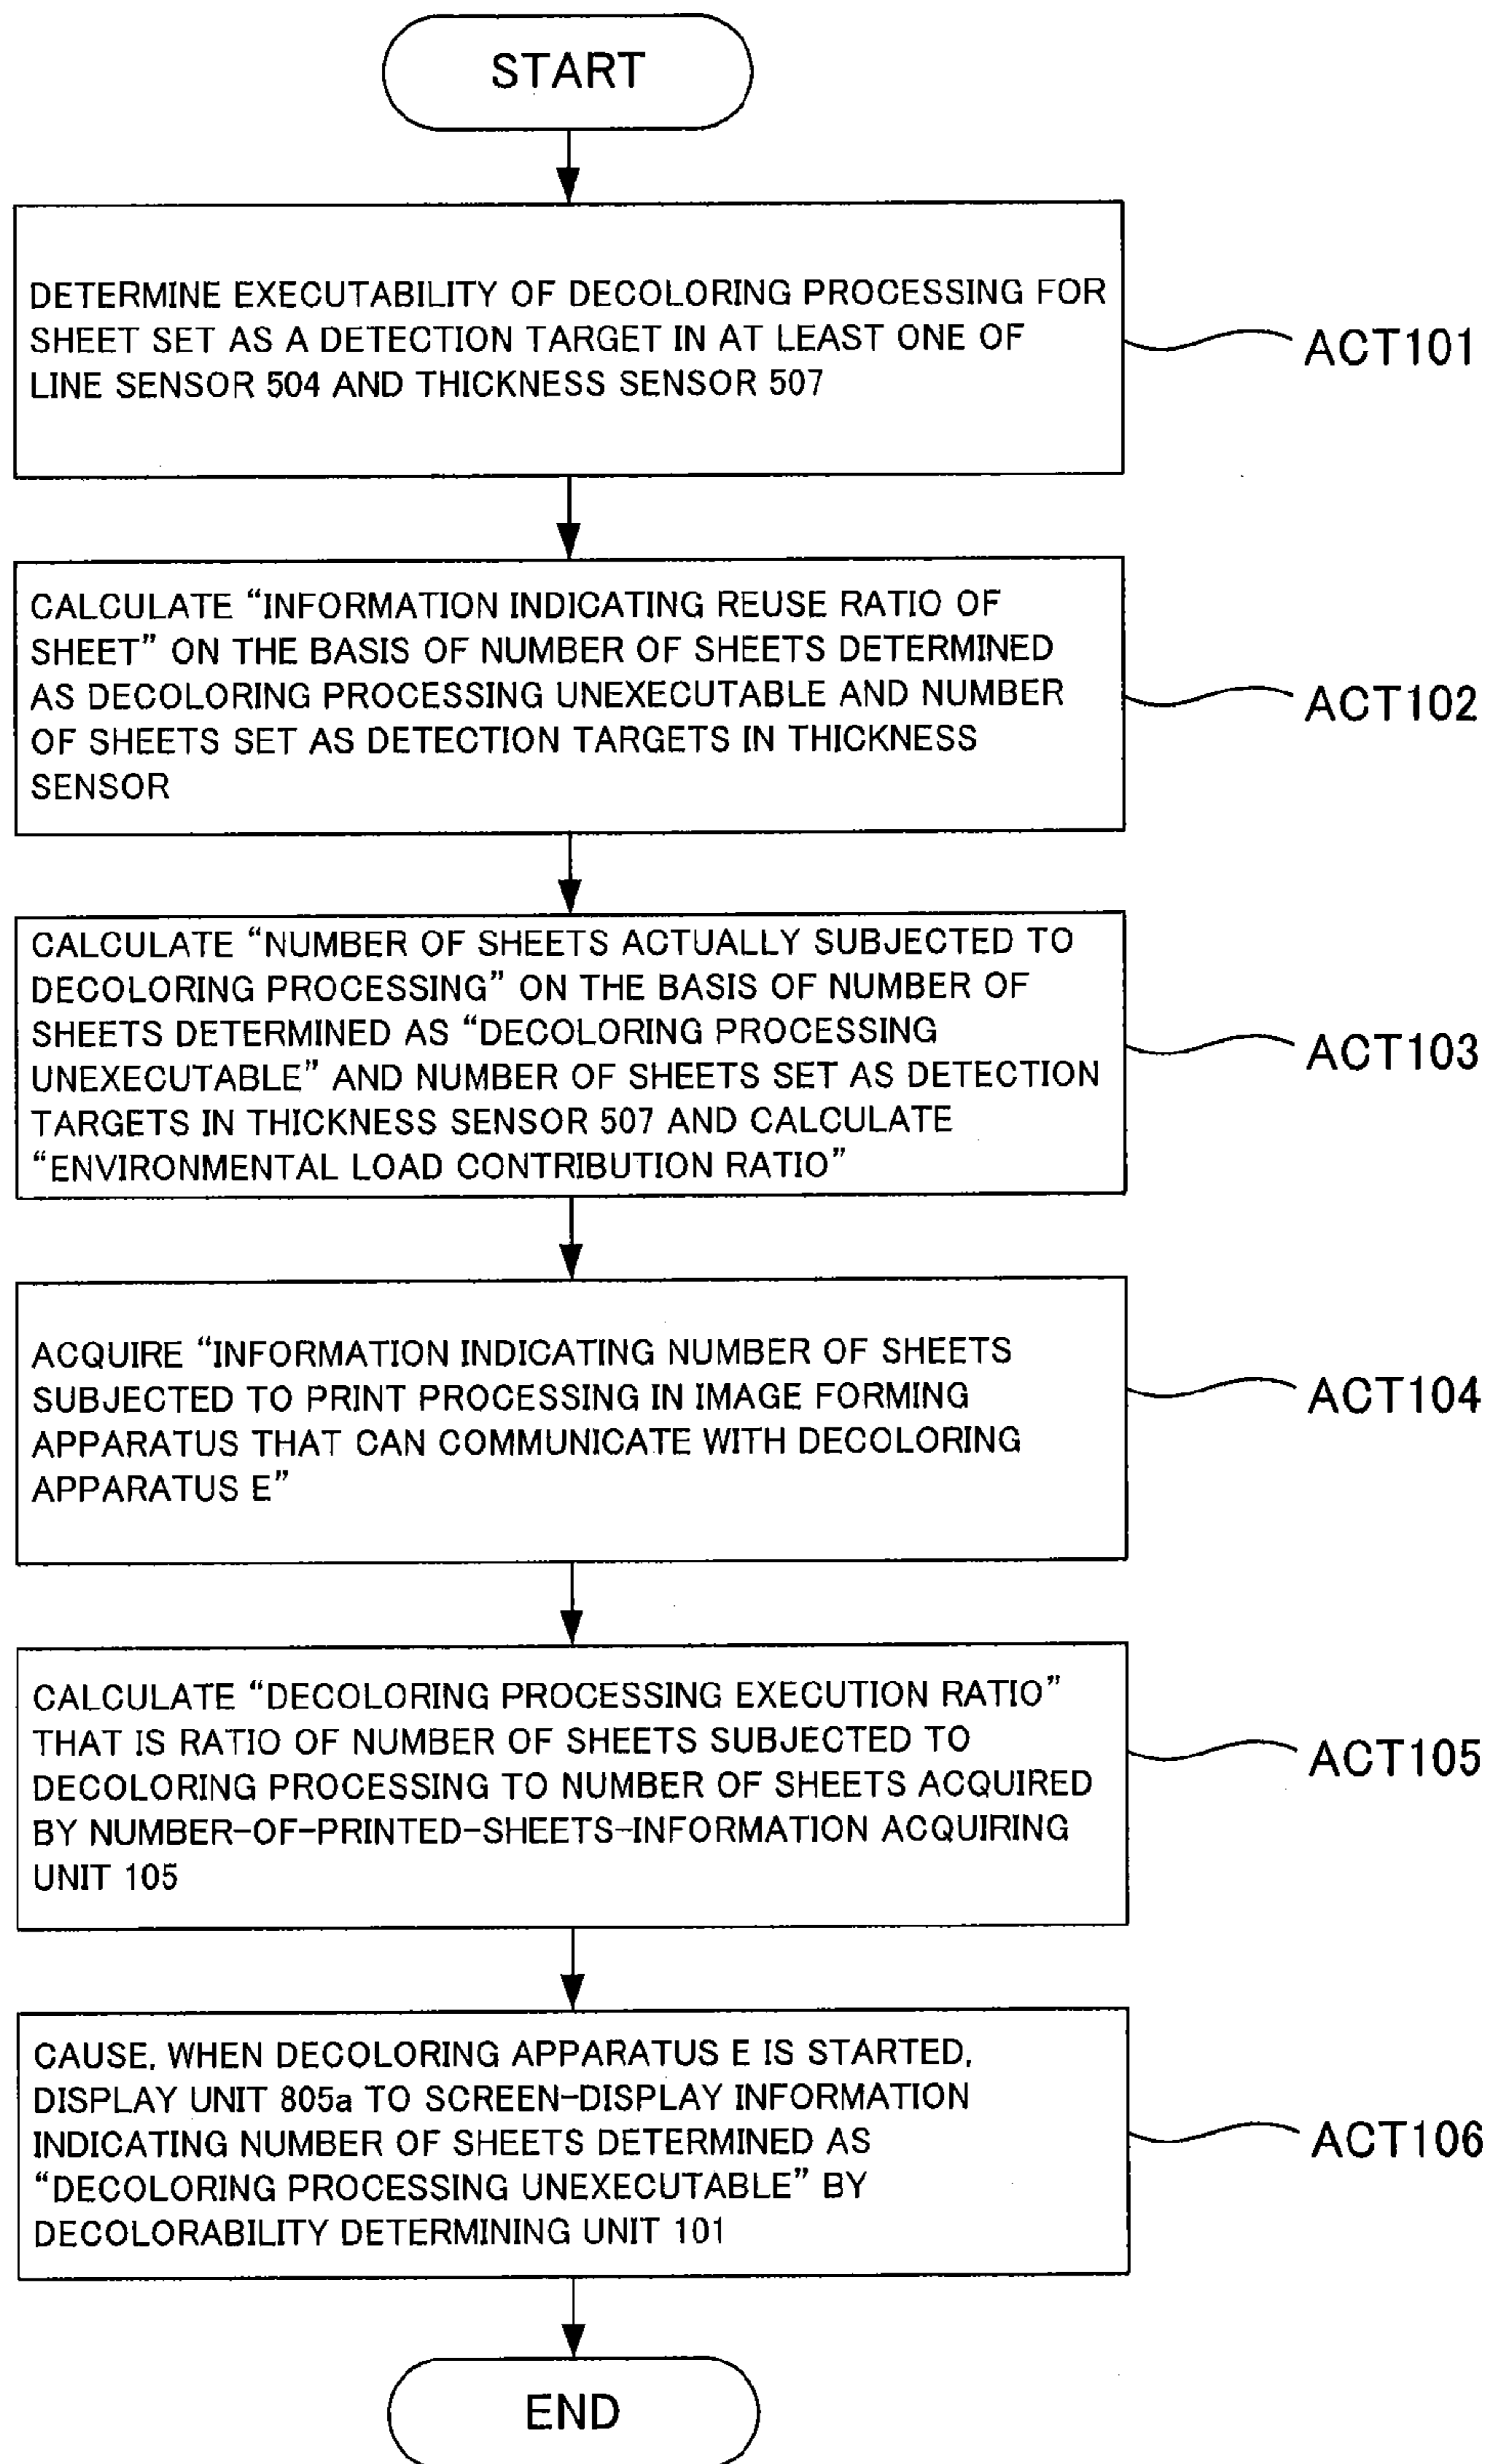 START
DETERMINE EXECUTABILITY OF DECOLORING PROCESSING FOR
SHEET SET AS A DETECTION TARGET IN AT LEAST ONE OF
LINE SENSOR 504 AND THICKNESS SENSOR 507
ACT101
CALCULATE “INFORMATION INDICATING REUSE RATIO OF
SHEET” ON THE BASIS OF NUMBER OF SHEETS DETERMINED
AS DECOLORING PROCESSING UNEXECUTABLE AND NUMBER
OF SHEETS SET AS DETECTION TARGETS IN THICKNESS
SENSOR
ACT102
CALCULATE “NUMBER OF SHEETS ACTUALLY SUBJECTED TO
DECOLORING PROCESSING” ON THE BASIS OF NUMBER OF
SHEETS DETERMINED AS “DECOLORING PROCESSING
UNEXECUTABLE” AND NUMBER OF SHEETS SET AS DETECTION
TARGETS IN THICKNESS SENSOR 507 AND CALCULATE
“ENVIRONMENTAL LOAD CONTRIBUTION RATIO”
ACT103
ACQUIRE “INFORMATION INDICATING NUMBER OF SHEETS
SUBJECTED TO PRINT PROCESSING IN IMAGE FORMING
APPARATUS THAT CAN COMMUNICATE WITH DECOLORING
APPARATUS E”
ACT104
CALCULATE “DECOLORING PROCESSING EXECUTION RATIO”
THAT IS RATIO OF NUMBER OF SHEETS SUBJECTED TO
DECOLORING PROCESSING TO NUMBER OF SHEETS ACQUIRED
BY NUMBER-OF-PRINTED-SHEETS-INFORMATION ACQUIRING
UNIT 105
ACT105
CAUSE, WHEN DECOLORING APPARATUS E IS STARTED,
DISPLAY UNIT 805a TO SCREEN-DISPLAY INFORMATION
INDICATING NUMBER OF SHEETS DETERMINED AS
“DECOLORING PROCESSING UNEXECUTABLE” BY
DECOLORABILITY DETERMINING UNIT 101
ACT106
END